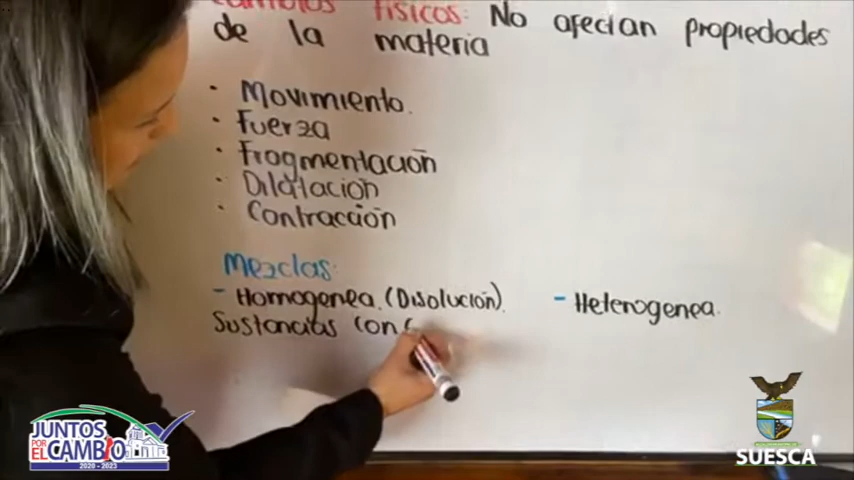 cambios físicos: No afectan propiedades
de la materia
• Movimiento.
• Fuerza
• Fragmentación
• Dilatación
• Contracción
Mezclas:
- Homogenea. (Disolución).
- Heterogenea.
Sustancias con
JUNTOS
POR
EL CAMBIO
2020 - 2023
SUESCA